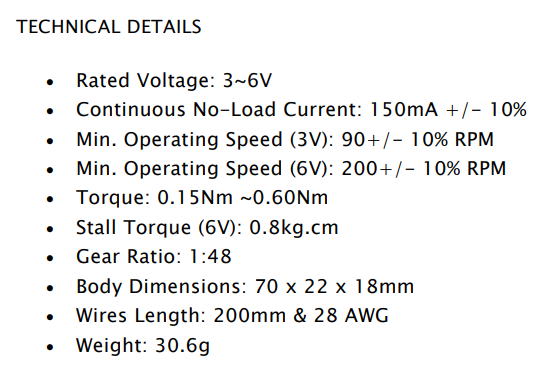 TECHNICAL DETAILS
• Rated Voltage: 3~6V
• Continuous No-Load Current: 150mA +/- 10%
• Min. Operating Speed (3V): 90+/- 10% RPM
• Min. Operating Speed (6V): 200+/- 10% RPM
• Torque: 0.15Nm ~0.60Nm
• Stall Torque (6V): 0.8kg.cm
• Gear Ratio: 1:48
• Body Dimensions: 70 x 22 x 18mm
• Wires Length: 200mm & 28 AWG
• Weight: 30.6g